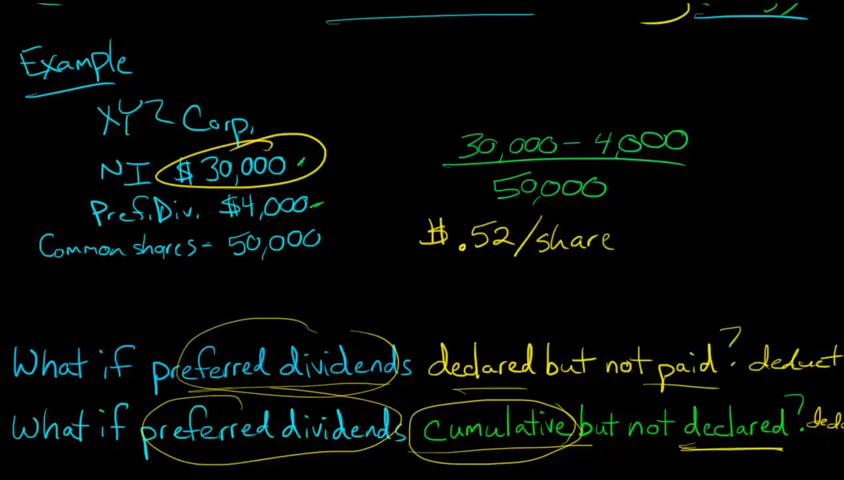 Example
XYZ Corp.
NI $30,000
Pref. Div. $4,000
Common shares - 50,000
30,000 - 4,000
50,000
$.52/share
What if preferred dividends declared but not paid? deduct
What if preferred dividends cumulative but not declared?